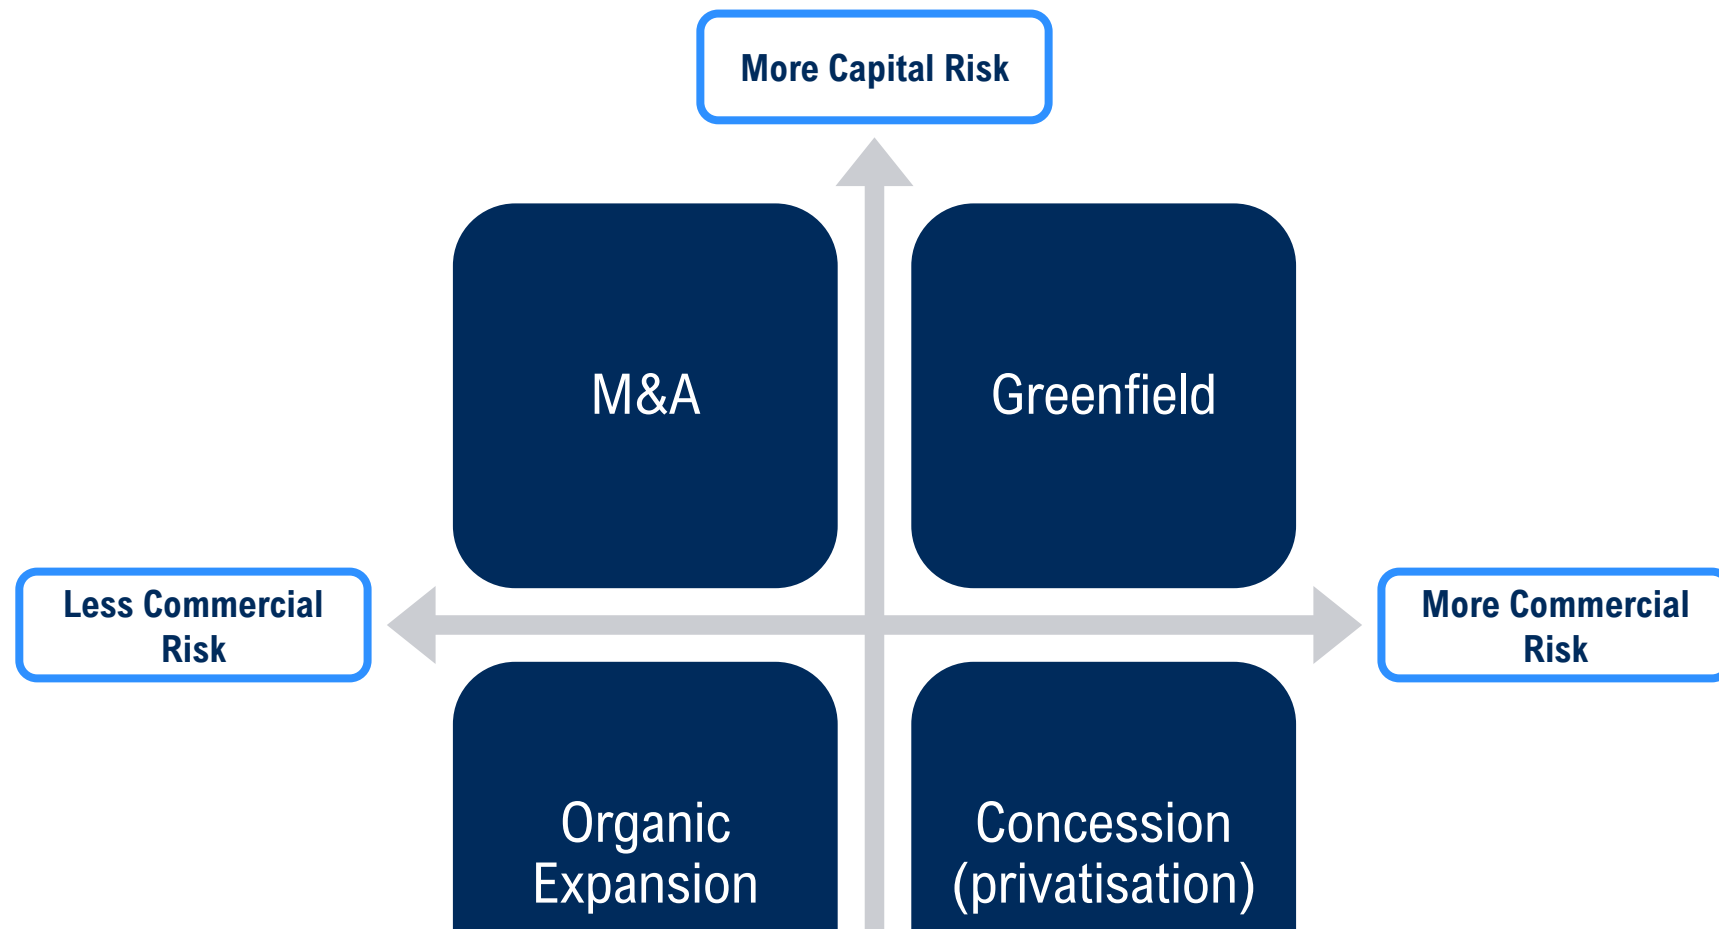 More Capital Risk
M&A
Greenfield
Less Commercial
Risk
More Commercial
Risk
Organic
Expansion
Concession
(privatisation)